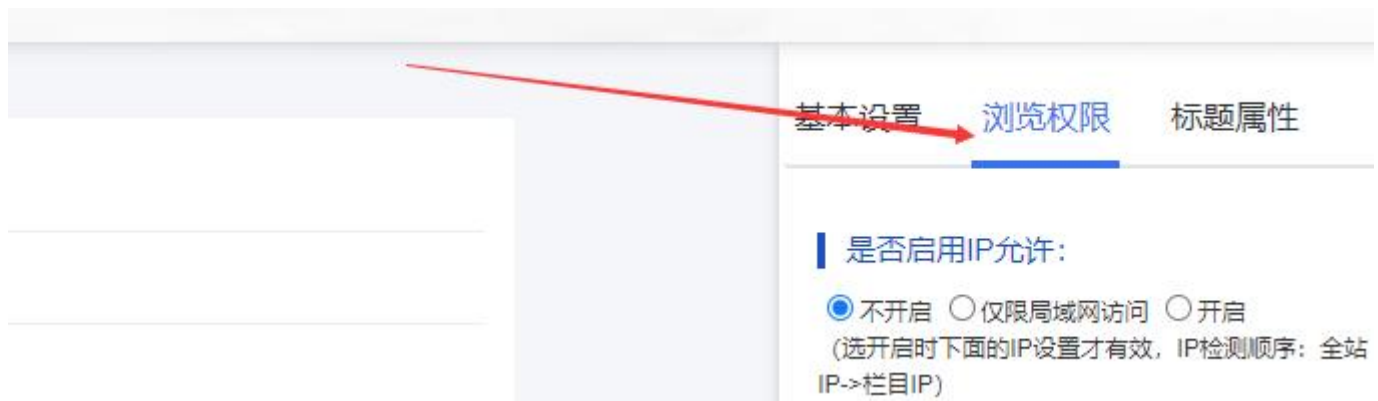 基本设置 浏览权限 标题属性
是否启用IP允许：
不开启 仅限局域网访问 开启
(选开启时下面的IP设置才有效，IP检测顺序：全站
IP->栏目IP)